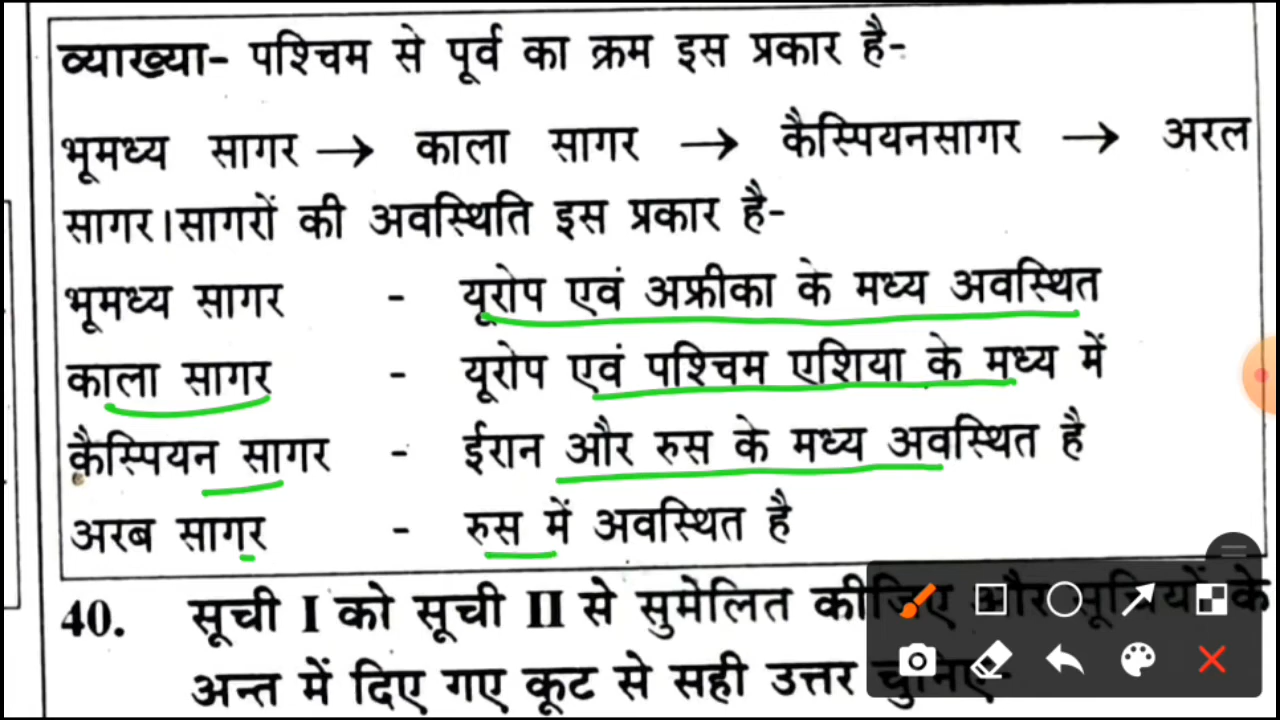 व्याख्या- पश्चिम से पूर्व का क्रम इस प्रकार है-
भूमध्य सागर → काला सागर → कैस्पियनसागर → अरल
सागर।सागरों की अवस्थिति इस प्रकार है-
भूमध्य सागर - यूरोप एवं अफ्रीका के मध्य अवस्थित
काला सागर - यूरोप एवं पश्चिम एशिया के मध्य में
कैस्पियन सागर - ईरान और रुस के मध्य अवस्थित है
अरब सागर - रुस में अवस्थित है
40. सूची I को सूची II से सुमेलित कीजिए और सूचियों के
अन्त में दिए गए कूट से सही उत्तर चुनिए-